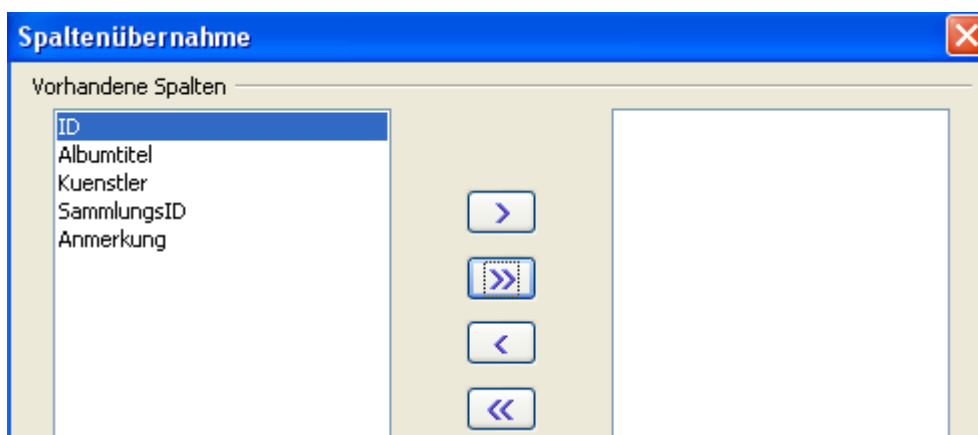 Spaltenübernahme
Vorhandene Spalten
ID
Albumtitel
Kuenstler
SammlungsID
Anmerkung
>
>>
<
<<